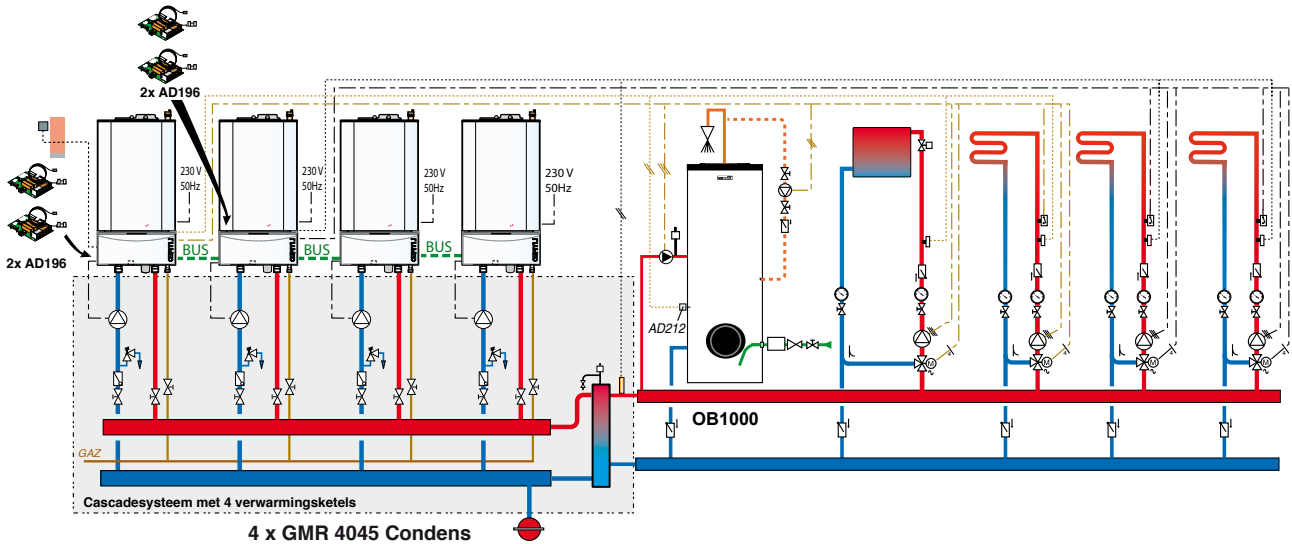 2x AD196
2x AD196
230 V
50Hz
230 V
50Hz
230 V
50Hz
230 V
50Hz
BUS
BUS
BUS
AD212
M
M
M
M
OB1000
GAZ
Cascadesysteem met 4 verwarmingsketels
4 x GMR 4045 Condens